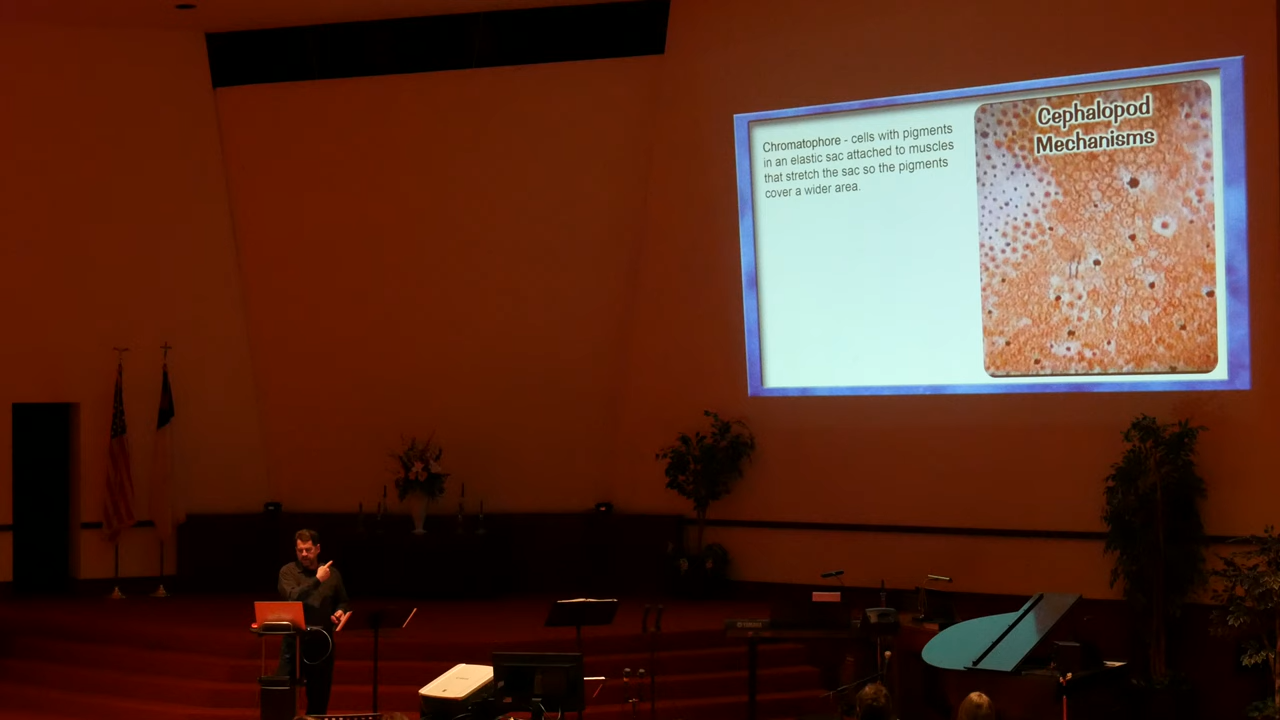 Chromatophore - cells with pigments
in an elastic sac attached to muscles
that stretch the sac so the pigments
cover a wider area.
Cephalopod
Mechanisms